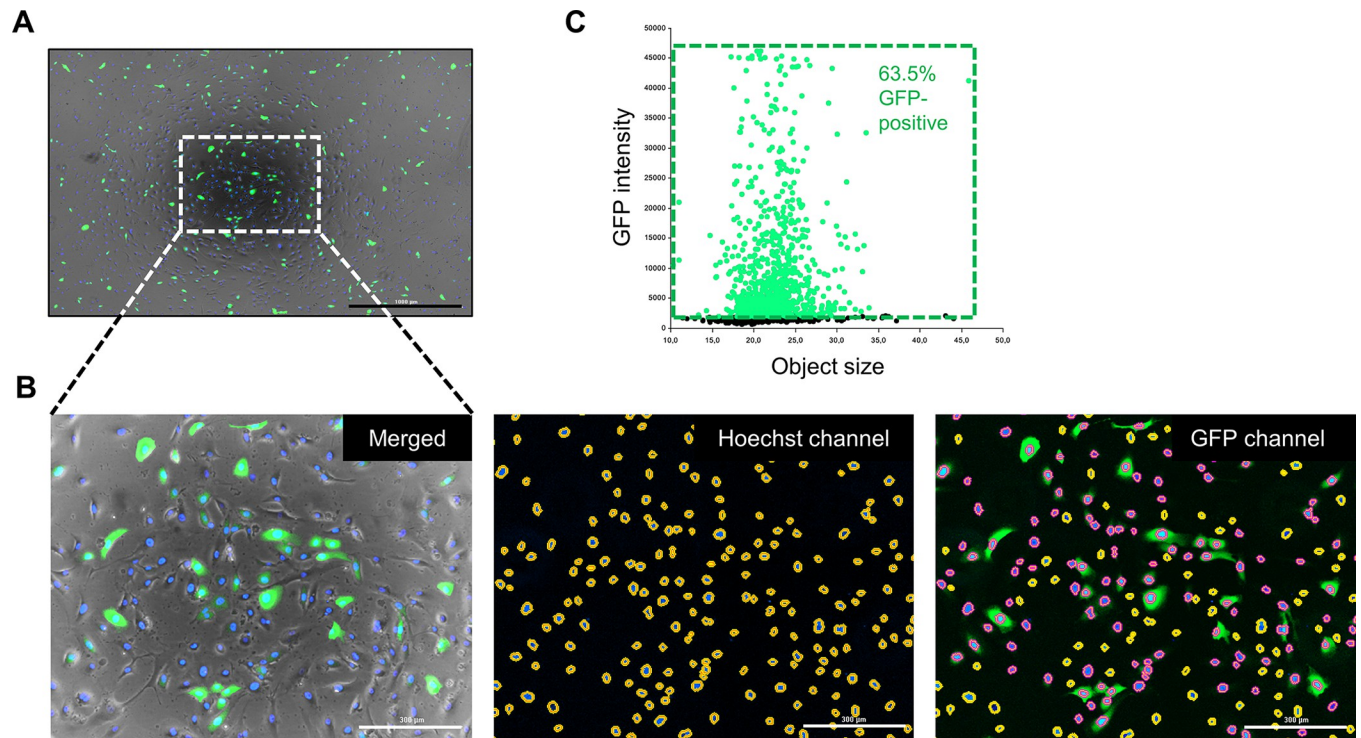 A
1000 µm
C
50000
45000
40000
35000
30000
25000
20000
15000
10000
5000
0
GFP intensity
63.5%
GFP-
positive
10,0
15,0
20,0
25,0
30,0
35,0
40,0
45,0
50,0
Object size
B
Merged
300 µm
Hoechst channel
300 µm
GFP channel
300 µm